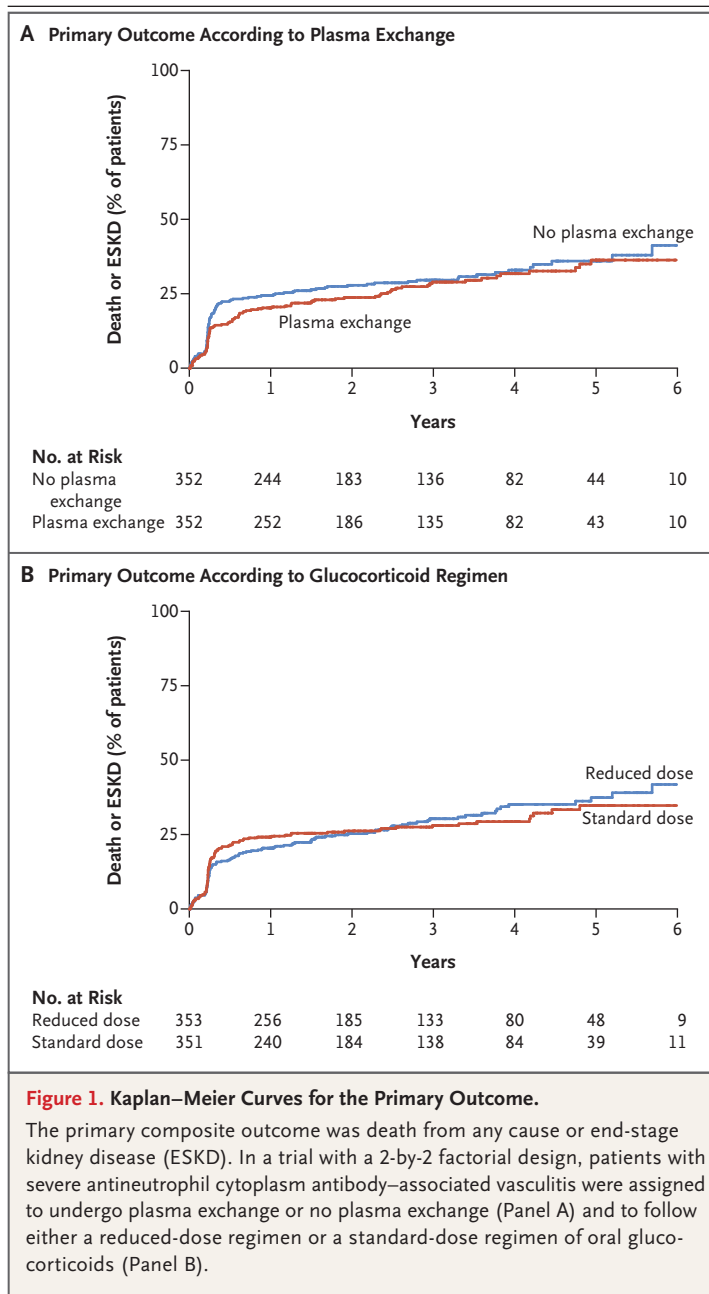 A Primary Outcome According to Plasma Exchange
100
75
50
25
0
Death or ESKD (% of patients)
No plasma exchange
Plasma exchange
0 1 2 3 4 5 6
Years
No. at Risk
No plasma
exchange 352 244 183 136 82 44 10
Plasma exchange 352 252 186 135 82 43 10
B Primary Outcome According to Glucocorticoid Regimen
100
75
50
25
0
Death or ESKD (% of patients)
Reduced dose
Standard dose
0 1 2 3 4 5 6
Years
No. at Risk
Reduced dose 353 256 185 133 80 48 9
Standard dose 351 240 184 138 84 39 11
Figure 1. Kaplan–Meier Curves for the Primary Outcome.
The primary composite outcome was death from any cause or end-stage
kidney disease (ESKD). In a trial with a 2-by-2 factorial design, patients with
severe antineutrophil cytoplasm antibody–associated vasculitis were assigned
to undergo plasma exchange or no plasma exchange (Panel A) and to follow
either a reduced-dose regimen or a standard-dose regimen of oral gluco-
corticoids (Panel B).